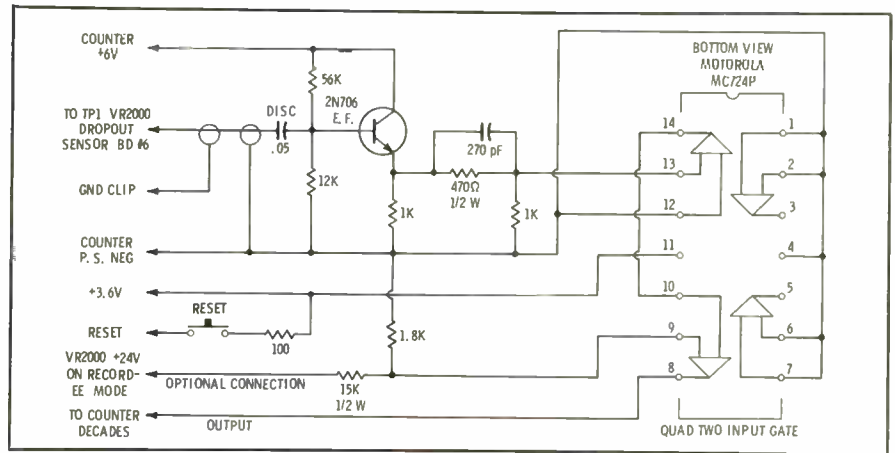 COUNTER
+6V
TO TP1 VR2000
DROPOUT
SENSOR BD #6
GND CLIP
COUNTER
P. S. NEG
+3.6V
RESET
RESET
100
VR2000 +24V
ON RECORD-
EE MODE
OPTIONAL CONNECTION
15K
1/2 W
TO COUNTER
DECADES
OUTPUT
56K
DISC
.05
2N706
E. F.
12K
1K
270 pF
470Ω
1/2 W
1K
1.8K
BOTTOM VIEW
MOTOROLA
MC724P
14
13
12
11
10
9
8
1
2
3
4
5
6
7
QUAD TWO INPUT GATE